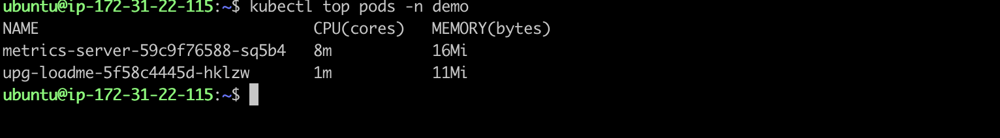 ubuntu@ip-172-31-22-115:~$ kubectl top pods -n demo
NAME CPU(cores) MEMORY(bytes)
metrics-server-59c9f76588-sq5b4 8m 16Mi
upg-loadme-5f58c4445d-hklzw 1m 11Mi
ubuntu@ip-172-31-22-115:~$